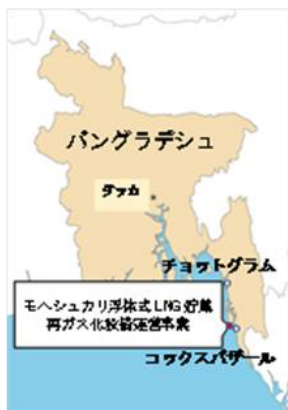 バングラデシュ
ダッカ
チョットグラム
モヘシュカリ浮体式LNG貯蔵
再ガス化設備運営事業
コックスバザール